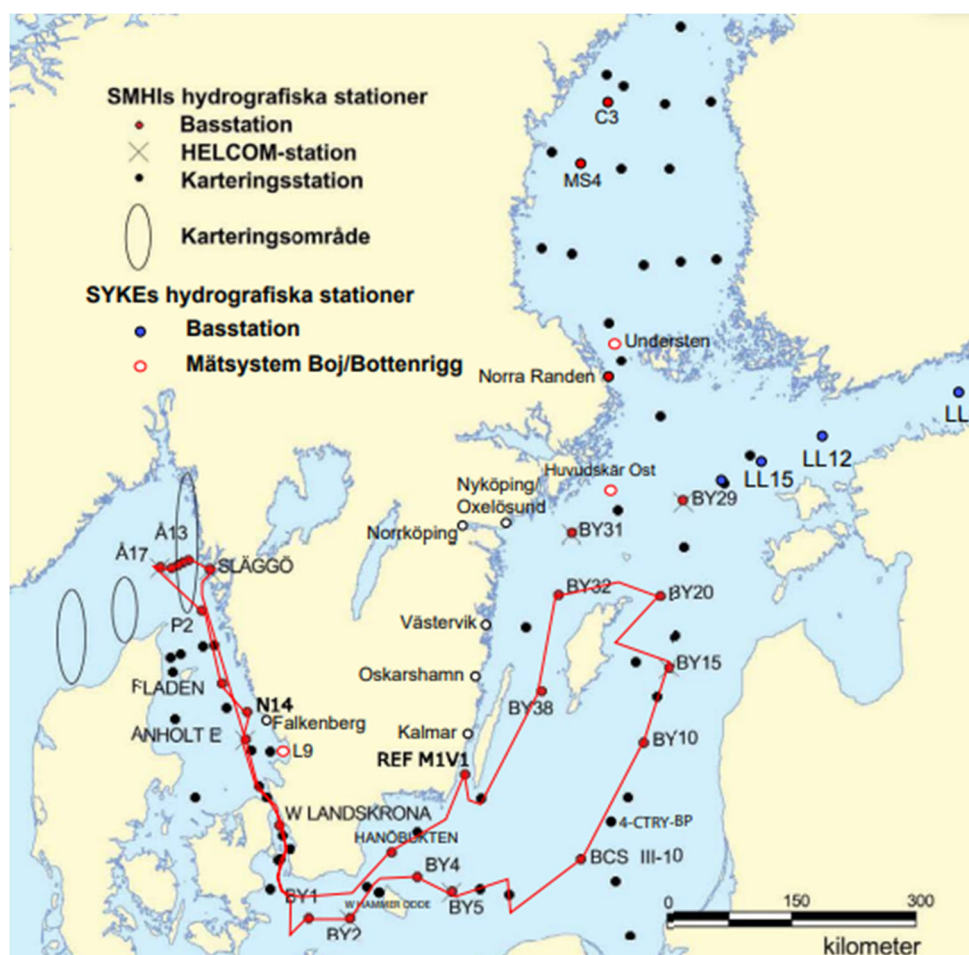 SMHIs hydrografiska stationer
Basstation
HELCOM-station
Karteringsstation
Karteringsområde
SYKEs hydrografiska stationer
Basstation
Mätsystem Boj/Bottenrigg
C3
MS4
Understen
Norra Randen
LL
LL12
LL15
Huvudskär Ost
BY29
Nyköping/
Oxelösund
Norrköping
BY31
Å13
Å17
SLÄGGÖ
BY32
BY20
P2
Västervik
BY15
Oskarshamn
FLADEN
N14
BY38
Falkenberg
ANHOLT E
Kalmar
BY10
L9
REF M1V1
W LANDSKRONA
4-CTRY-BP
HANÖBUKTEN
BCS III-10
BY4
BY1
W HAMMER ODDE
BY5
BY2
0 150 300
kilometer